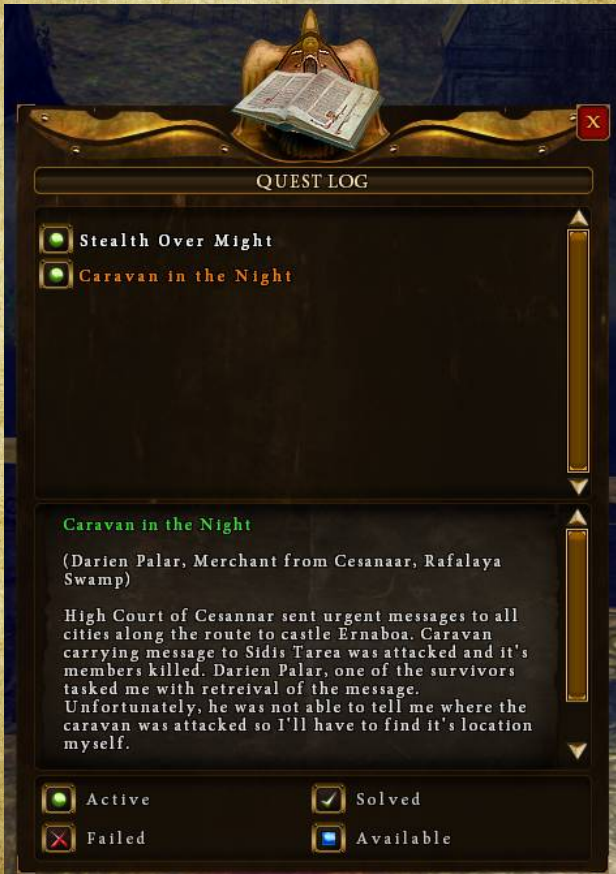 X
QUEST LOG
Stealth Over Might
Caravan in the Night
Caravan in the Night
(Darien Palar, Merchant from Cesanaar, Rafalaya
Swamp)
High Court of Cesannar sent urgent messages to all
cities along the route to castle Ernaboa. Caravan
carrying message to Sidis Tarea was attacked and it's
members killed. Darien Palar, one of the survivors
tasked me with retreival of the message.
Unfortunately, he was not able to tell me where the
caravan was attacked so I'll have to find it's location
myself.
Active
Solved
Failed
Available